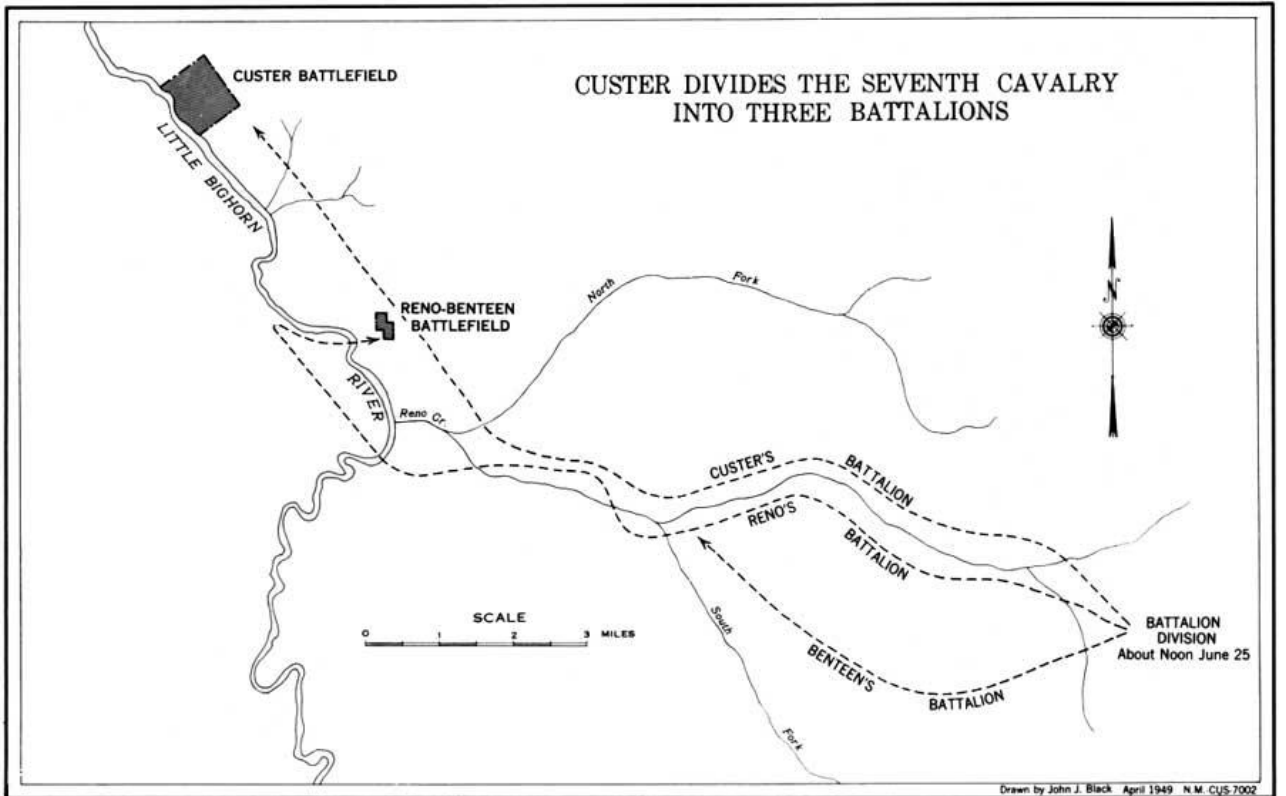 CUSTER DIVIDES THE SEVENTH CAVALRY
INTO THREE BATTALIONS
CUSTER BATTLEFIELD
LITTLE BIGHORN
RIVER
RENO-BENTEEN
BATTLEFIELD
North Fork
N
Reno Cr.
CUSTER'S BATTALION
RENO'S BATTALION
BENTEEN'S BATTALION
South Fork
BATTALION
DIVISION
About Noon June 25
SCALE
0 1 2 3 MILES
Drawn by John J. Black April 1949 N.M.-CUS-7002